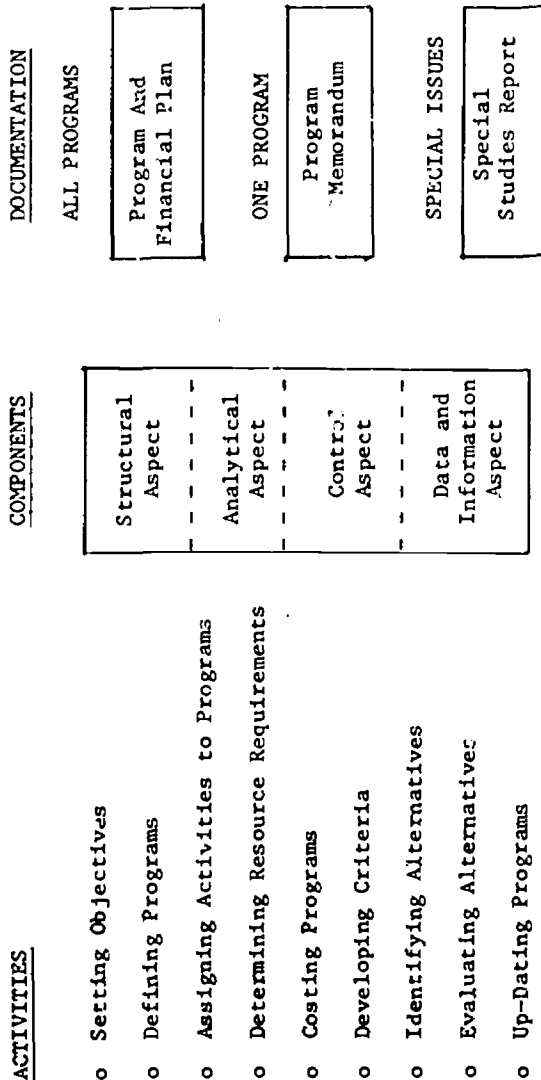 ACTIVITIES
o Setting Objectives
o Defining Programs
o Assigning Activities to Programs
o Determining Resource Requirements
o Costing Programs
o Developing Criteria
o Identifying Alternatives
o Evaluating Alternatives
o Up-Dating Programs
COMPONENTS
Structural
Aspect
Analytical
Aspect
Control
Aspect
Data and
Information
Aspect
DOCUMENTATION
ALL PROGRAMS
Program And
Financial Plan
ONE PROGRAM
Program
Memorandum
SPECIAL ISSUES
Special
Studies Report